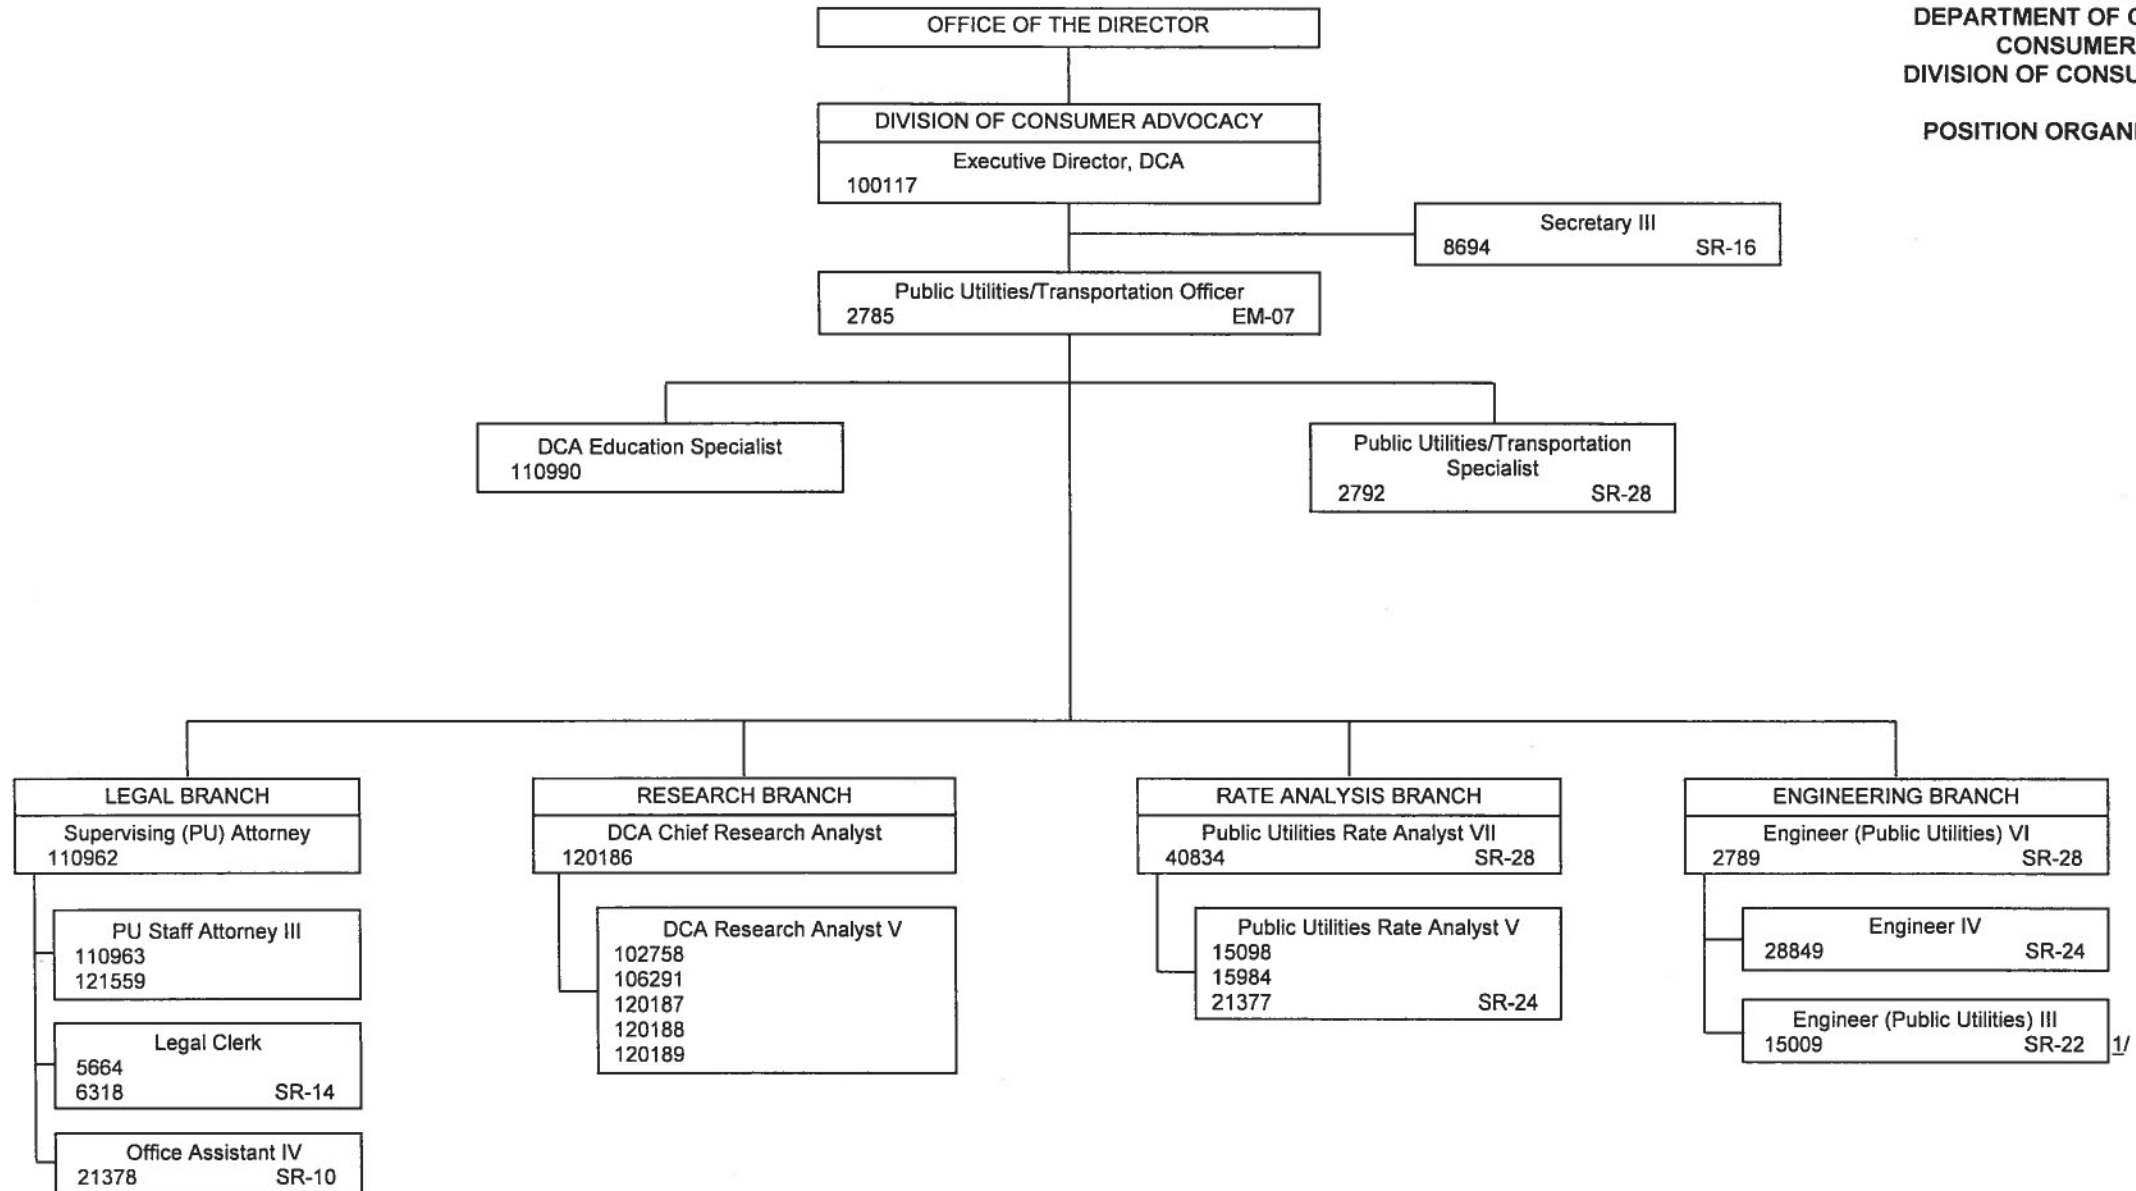 OFFICE OF THE DIRECTOR
DEPARTMENT OF
CONSUMER
DIVISION OF
POSITION
DIVISION OF CONSUMER ADVOCACY
Executive Director, DCA
100117
Secretary III
8694 SR-16
Public Utilities/Transportation Officer
2785 EM-07
DCA Education Specialist
110990
Public Utilities/Transportation
Specialist
2792 SR-28
LEGAL BRANCH
Supervising (PU) Attorney
110962
PU Staff Attorney III
110963
121559
Legal Clerk
5664
6318 SR-14
Office Assistant IV
21378 SR-10
RESEARCH BRANCH
DCA Chief Research Analyst
120186
DCA Research Analyst V
102758
106291
120187
120188
120189
RATE ANALYSIS BRANCH
Public Utilities Rate Analyst VII
40834 SR-28
Public Utilities Rate Analyst V
15098
15984
21377 SR-24
ENGINEERING BRANCH
Engineer (Public Utilities) VI
2789 SR-28
Engineer IV
28849 SR-24
Engineer (Public Utilities) III
15009 SR-22 1/